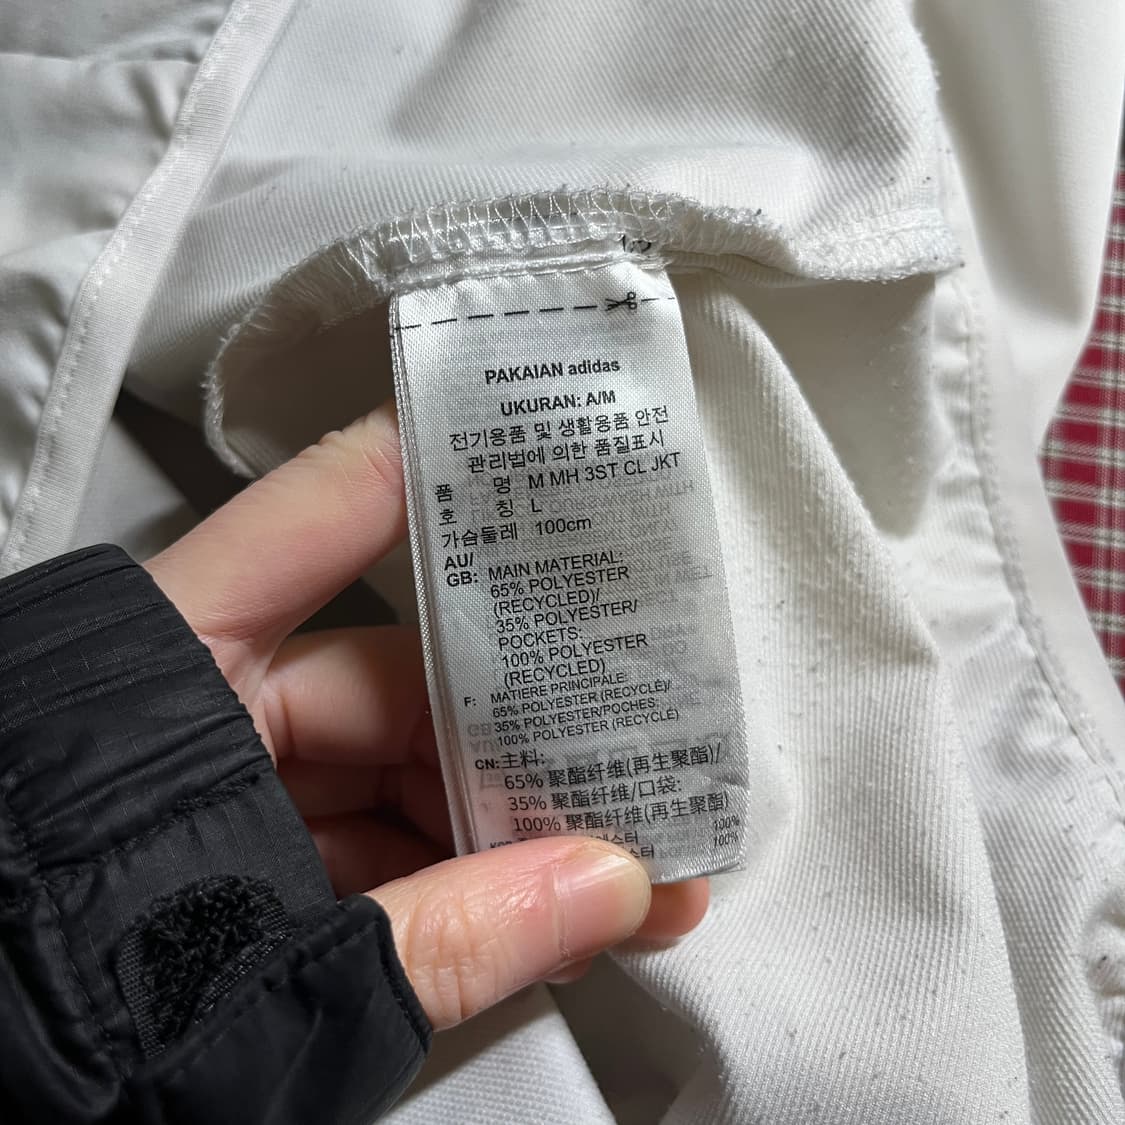 PAKAIAN adidas
UKURAN: A/M
전기용품 및 생활용품 안전
관리법에 의한 품질표시
품 명 M MH 3ST CL JKT
호 칭 L
가슴둘레 100cm
AU/
GB: MAIN MATERIAL:
65% POLYESTER
(RECYCLED)/
35% POLYESTER/
POCKETS:
100% POLYESTER
(RECYCLED)
F: MATIERE PRINCIPALE:
65% POLYESTER (RECYCLÉ)/
35% POLYESTER/POCHES:
100% POLYESTER (RECYCLÉ)
CN: 主料:
65% 聚酯纤维(再生聚酯)/
35% 聚酯纤维/口袋:
100% 聚酯纤维(再生聚酯)
100%
100%